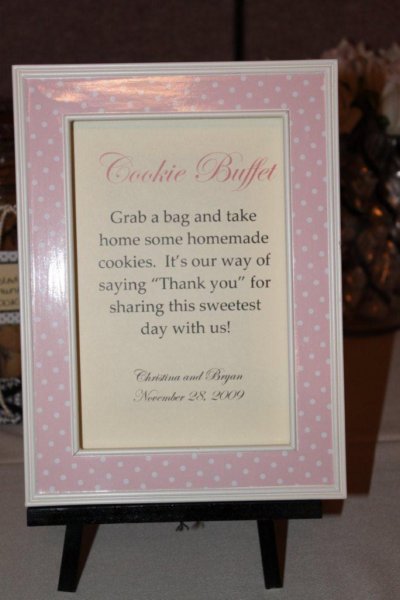 Cookie Buffet
Grab a bag and take
home some homemade
cookies. It's our way of
saying "Thank you" for
sharing this sweetest
day with us!
Christina and Bryan
November 28, 2009